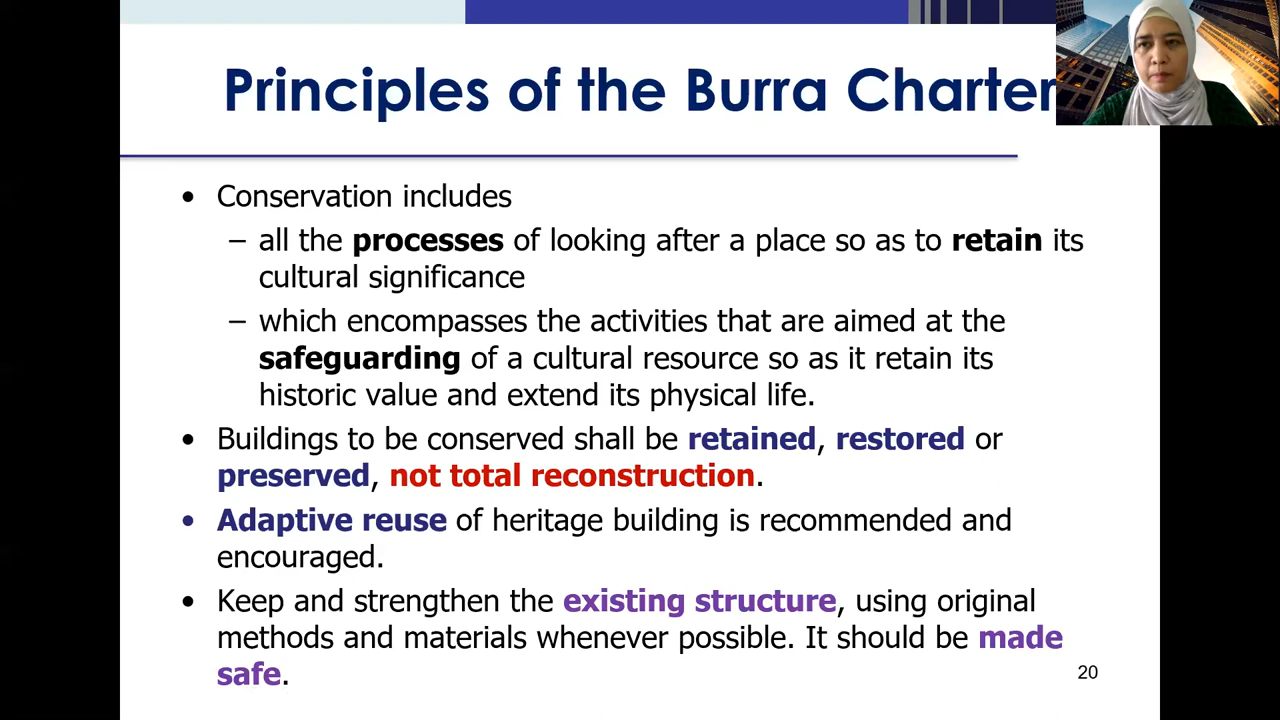 Principles of the Burra Charter
• Conservation includes
– all the processes of looking after a place so as to retain its
cultural significance
– which encompasses the activities that are aimed at the
safeguarding of a cultural resource so as it retain its
historic value and extend its physical life.
• Buildings to be conserved shall be retained, restored or
preserved, not total reconstruction.
• Adaptive reuse of heritage building is recommended and
encouraged.
• Keep and strengthen the existing structure, using original
methods and materials whenever possible. It should be made
safe.
20